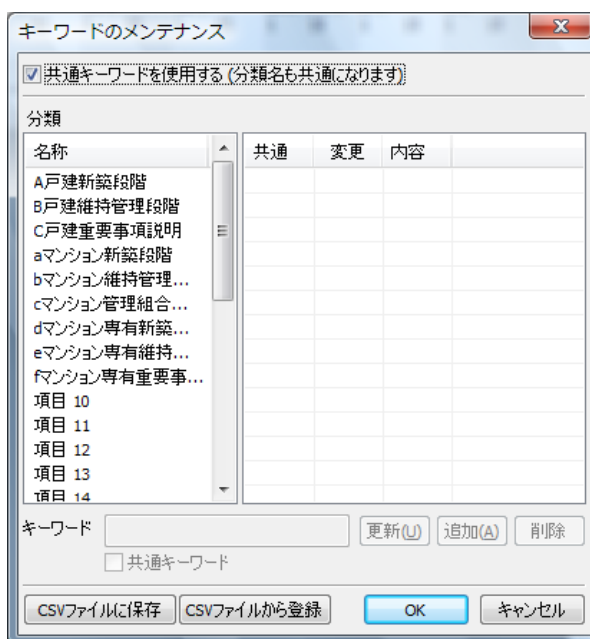 キーワードのメンテナンス
共通キーワードを使用する (分類名も共通になります)
分類
名称
共通 変更 内容
A戸建新築段階
B戸建維持管理段階
C戸建重要事項説明
aマンション新築段階
bマンション維持管理...
cマンション管理組合...
dマンション専有新築...
eマンション専有維持...
fマンション専有重要事...
項目 10
項目 11
項目 12
項目 13
項目 14
キーワード 更新(U) 追加(A) 削除
共通キーワード
CSVファイルに保存 CSVファイルから登録 OK キャンセル